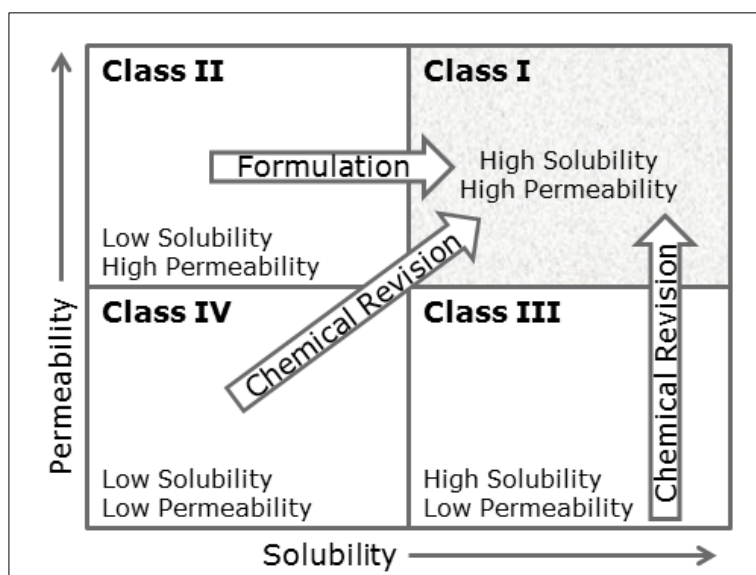 Class II
Class I
Formulation
High Solubility
High Permeability
Low Solubility
High Permeability
Class IV
Class III
Chemical Revision
Chemical Revision
Low Solubility
Low Permeability
High Solubility
Low Permeability
Permeability
Solubility